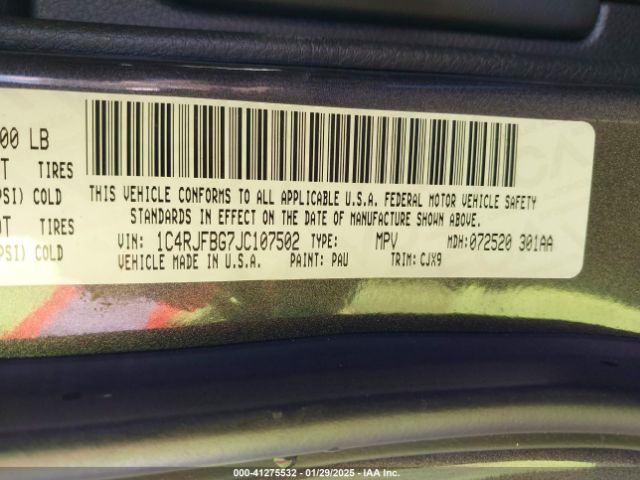 00 LB
T TIRES
PSI) COLD
OT TIRES
PSI) COLD
THIS VEHICLE CONFORMS TO ALL APPLICABLE U.S.A. FEDERAL MOTOR VEHICLE SAFETY
STANDARDS IN EFFECT ON THE DATE OF MANUFACTURE SHOWN ABOVE.
VIN: 1C4RJFBG7JC107502 TYPE: MPV MDH: 072520 301AA
VEHICLE MADE IN U.S.A. PAINT: PAU TRIM: CJX9
000-41275532 - 01/29/2025 - IAA Inc.